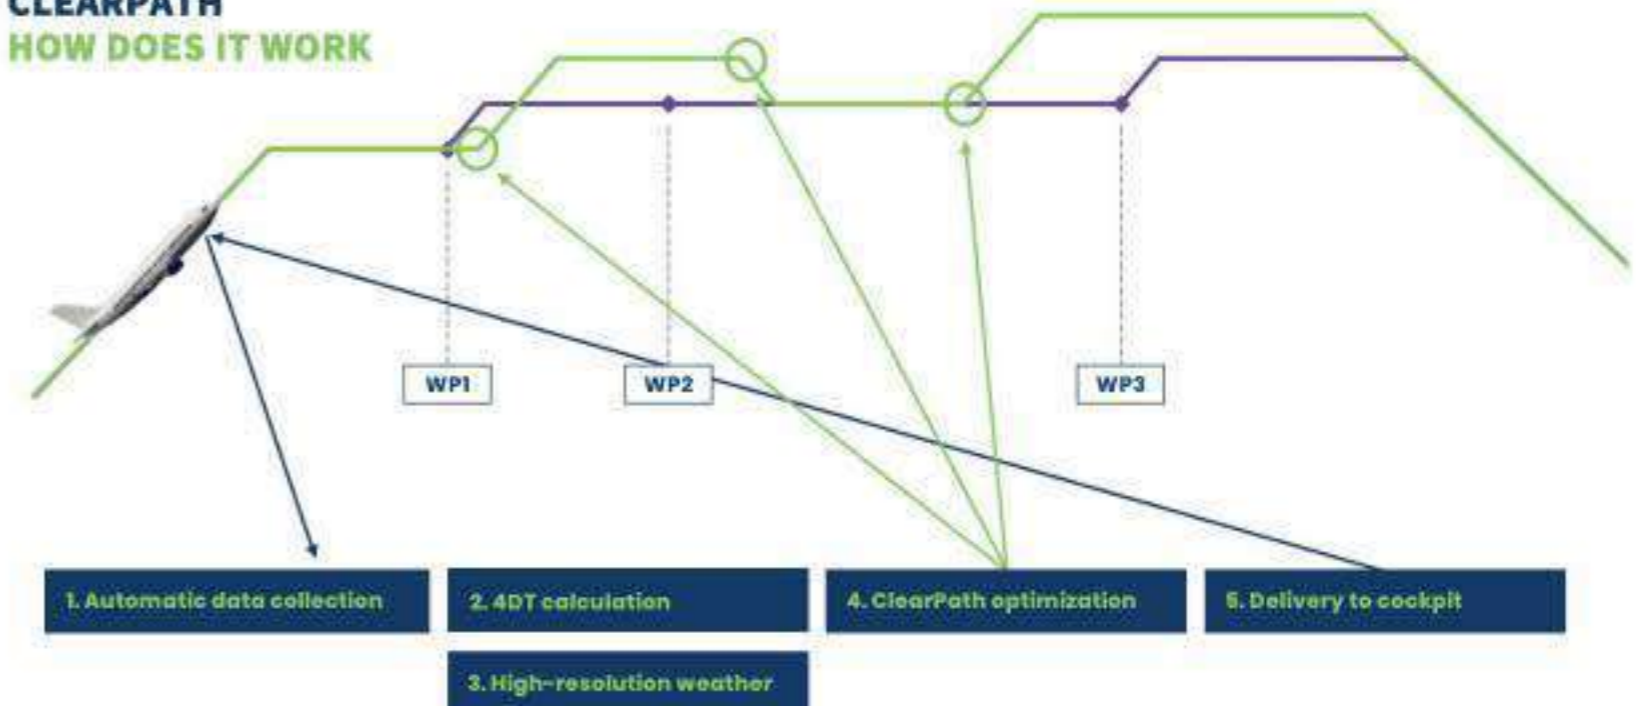 CLEARPATH
HOW DOES IT WORK
WP1
WP2
WP3
1. Automatic data collection
2. 4DT calculation
4. ClearPath optimization
5. Delivery to cockpit
3. High-resolution weather